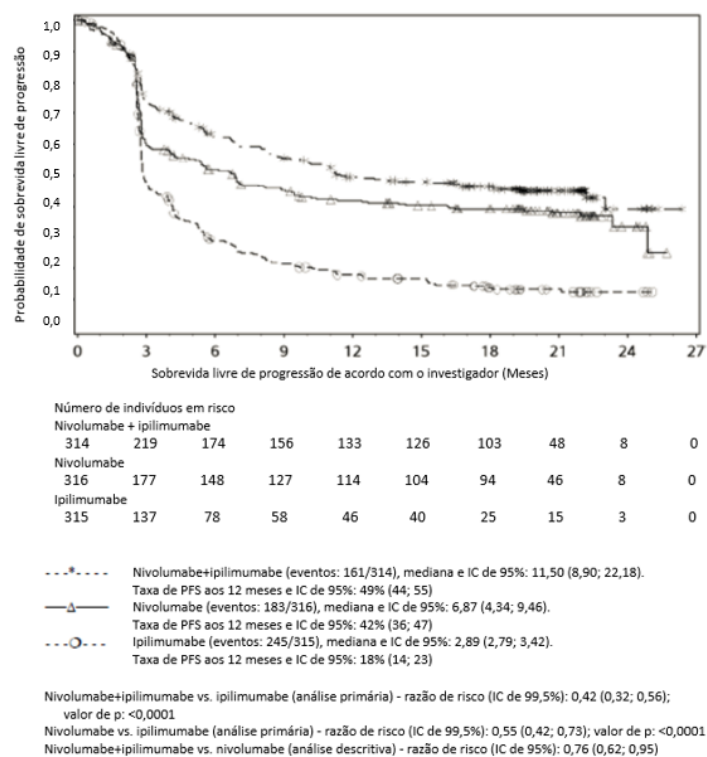 Probabilidade de sobrevida livre de progressão
1,0
0,9
0,8
0,7
0,6
0,5
0,4
0,3
0,2
0,1
0,0
0 3 6 9 12 15 18 21 24 27
Sobrevida livre de progressão de acordo com o investigador (Meses)
Número de indivíduos em risco
Nivolumabe + ipilimumabe
314 219 174 156 133 126 103 48 8 0
Nivolumabe
316 177 148 127 114 104 94 46 8 0
Ipilimumabe
315 137 78 58 46 40 25 15 3 0
Nivolumabe+ipilimumabe (eventos: 161/314), mediana e IC de 95%: 11,50 (8,90; 22,18).
Taxa de PFS aos 12 meses e IC de 95%: 49% (44; 55)
Nivolumabe (eventos: 183/316), mediana e IC de 95%: 6,87 (4,34; 9,46).
Taxa de PFS aos 12 meses e IC de 95%: 42% (36; 47)
Ipilimumabe (eventos: 245/315), mediana e IC de 95%: 2,89 (2,79; 3,42).
Taxa de PFS aos 12 meses e IC de 95%: 18% (14; 23)
Nivolumabe+ipilimumabe vs. ipilimumabe (análise primária) - razão de risco (IC de 99,5%): 0,42 (0,32; 0,56);
valor de p: <0,0001
Nivolumabe vs. ipilimumabe (análise primária) - razão de risco (IC de 99,5%): 0,55 (0,42; 0,73); valor de p: <0,0001
Nivolumabe+ipilimumabe vs. nivolumabe (análise descritiva) - razão de risco (IC de 95%): 0,76 (0,62; 0,95)